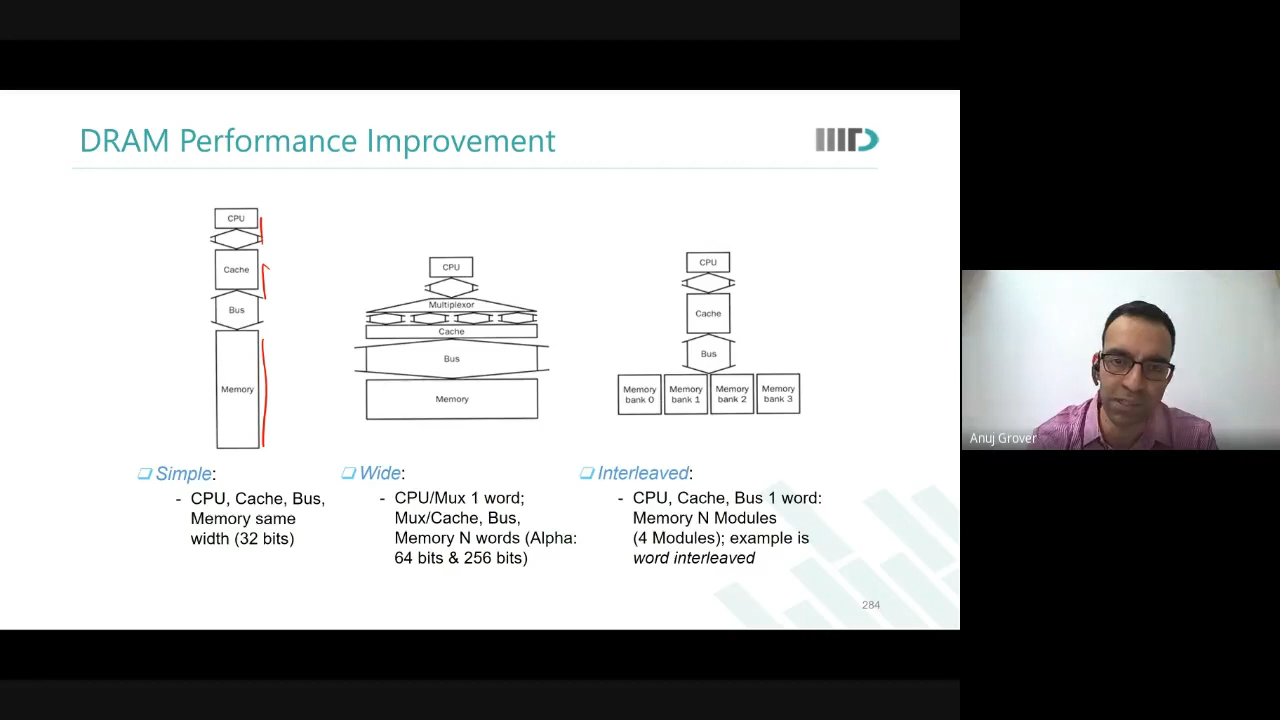 DRAM Performance Improvement
IIITD
CPU
Cache
Bus
Memory
CPU
Multiplexor
Cache
Bus
Memory
CPU
Cache
Bus
Memory
bank 0
Memory
bank 1
Memory
bank 2
Memory
bank 3
Simple:
- CPU, Cache, Bus,
Memory same
width (32 bits)
Wide:
- CPU/Mux 1 word;
Mux/Cache, Bus,
Memory N words (Alpha:
64 bits & 256 bits)
Interleaved:
- CPU, Cache, Bus 1 word:
Memory N Modules
(4 Modules); example is
word interleaved
284
Anuj Grover